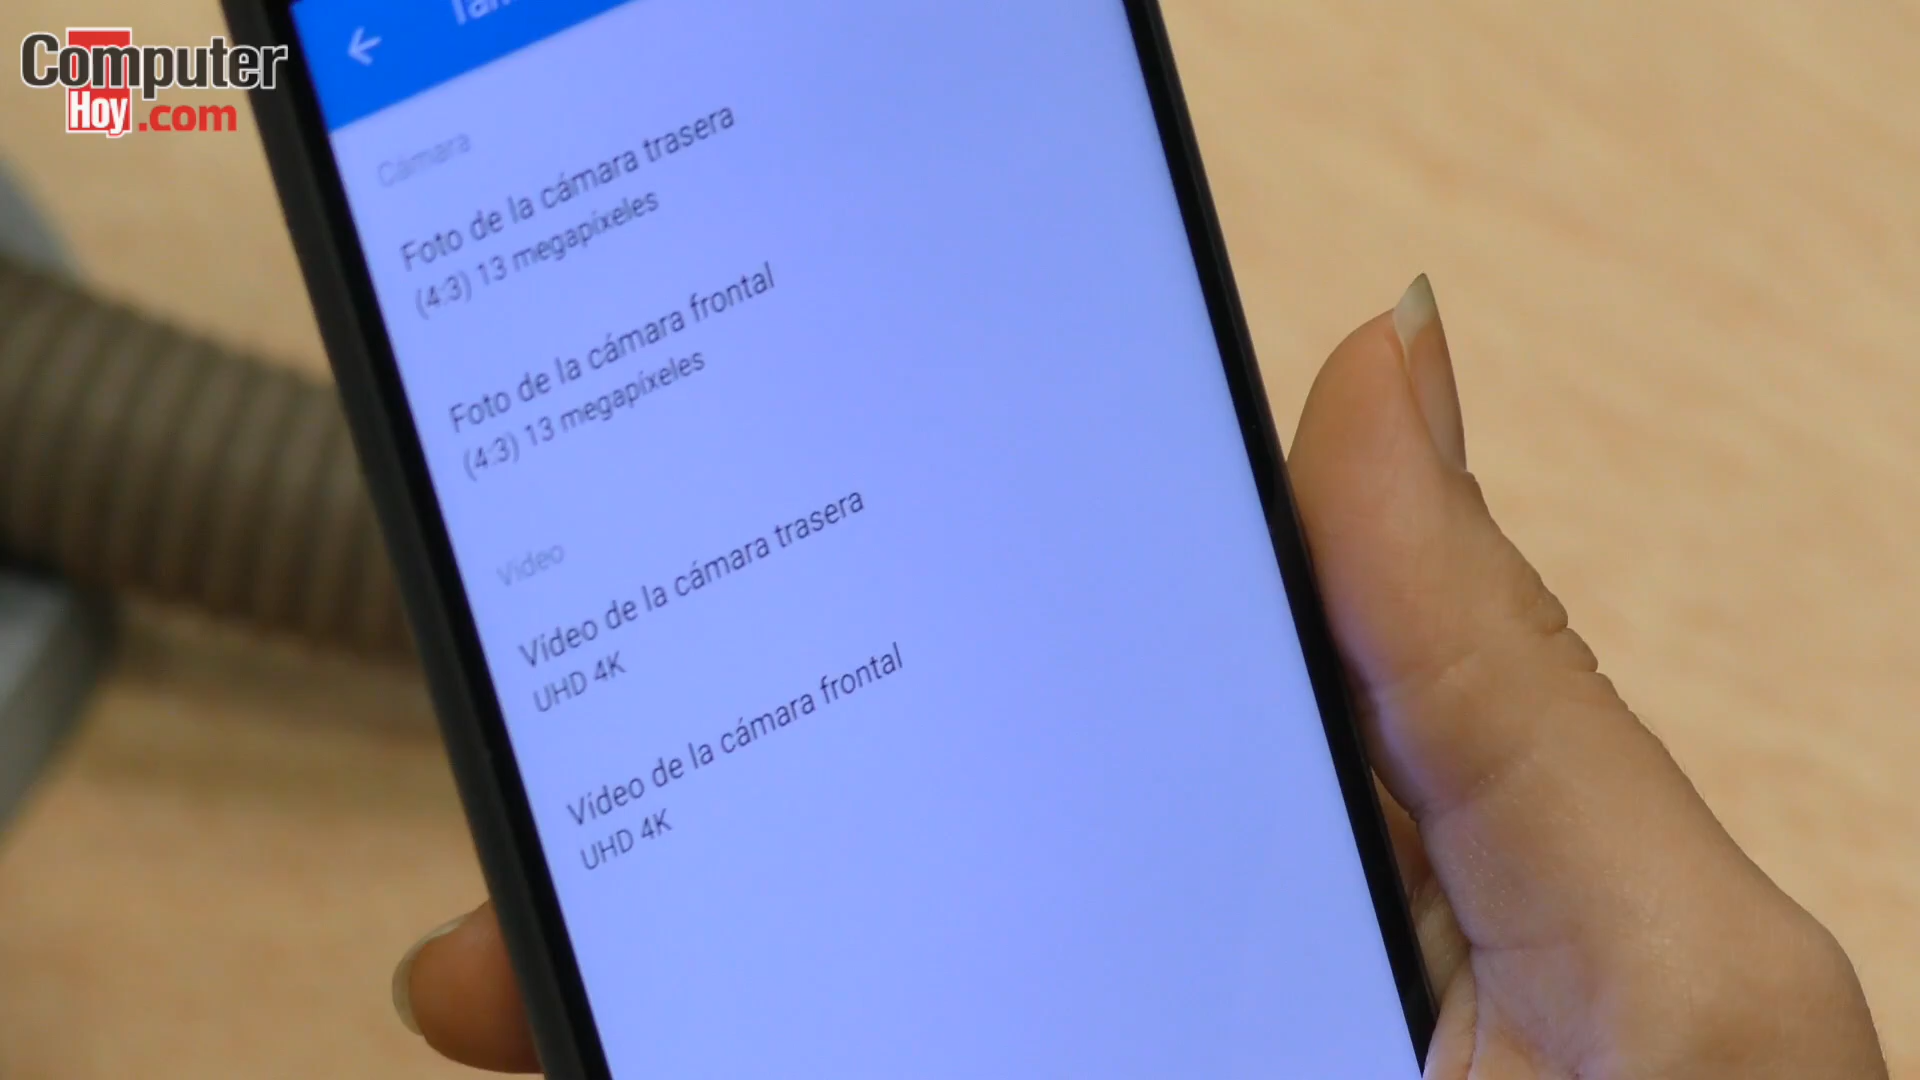 Computer
Hoy.com
Cámara
Foto de la cámara trasera
(4:3) 13 megapíxeles
Foto de la cámara frontal
(4:3) 13 megapíxeles
Vídeo
Vídeo de la cámara trasera
UHD 4K
Vídeo de la cámara frontal
UHD 4K